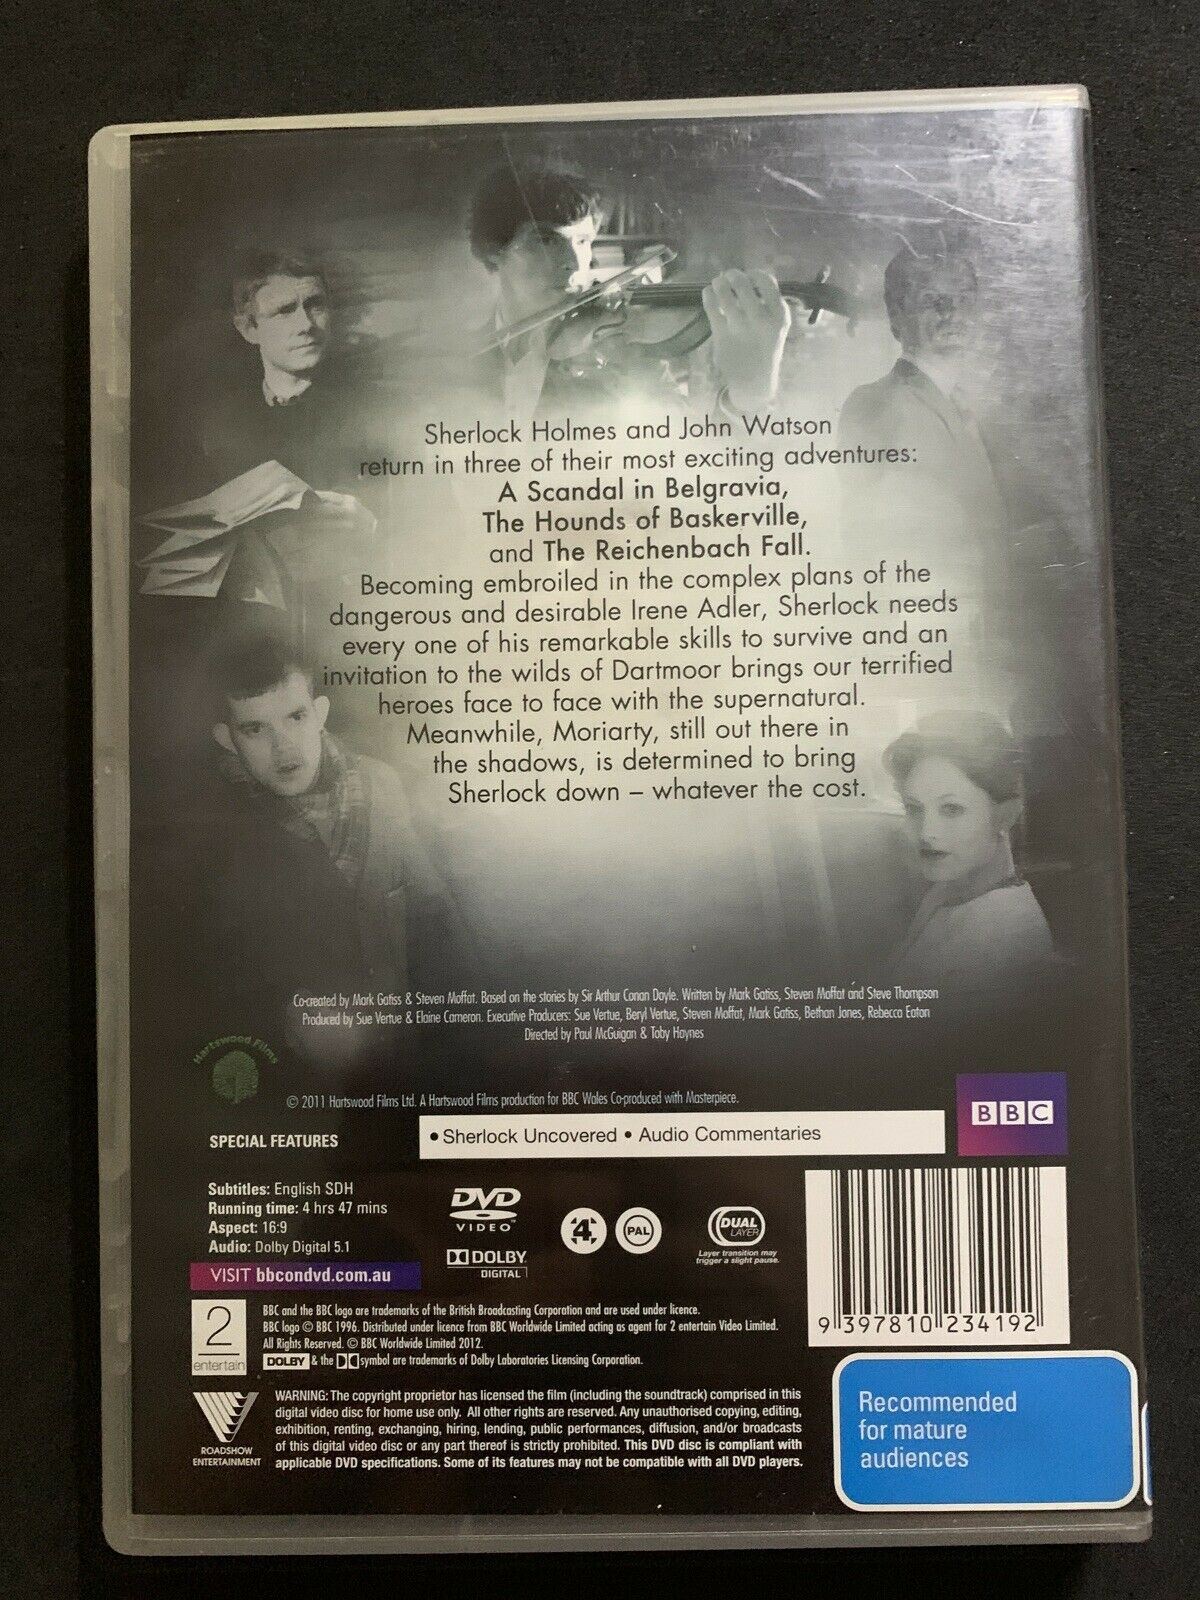 Sherlock Holmes and John Watson
return in three of their most exciting adventures:
A Scandal in Belgravia,
The Hounds of Baskerville,
and The Reichenbach Fall.
Becoming embroiled in the complex plans of the
dangerous and desirable Irene Adler, Sherlock needs
every one of his remarkable skills to survive and an
invitation to the wilds of Dartmoor brings our terrified
heroes face to face with the supernatural.
Meanwhile, Moriarty, still out there in
the shadows, is determined to bring
Sherlock down – whatever the cost.
Co-created by Mark Gatiss & Steven Moffat. Based on the stories by Sir Arthur Conan Doyle. Written by Mark Gatiss, Steven Moffat and Steve Thompson
Produced by Sue Vertue & Elaine Cameron. Executive Producers: Sue Vertue, Beryl Vertue, Steven Moffat, Mark Gatiss, Bethan Jones, Rebecca Eaton
Directed by Paul McGuigan & Toby Haynes
Hartswood Films
© 2011 Hartswood Films Ltd. A Hartswood Films production for BBC Wales Co-produced with Masterpiece.
BBC
SPECIAL FEATURES
• Sherlock Uncovered • Audio Commentaries
Subtitles: English SDH
Running time: 4 hrs 47 mins
Aspect: 16:9
Audio: Dolby Digital 5.1
VISIT bbcondvd.com.au
DVD
VIDEO™
DOLBY
DIGITAL
4
PAL
DUAL
LAYER
Layer transition may
trigger a slight pause.
9 397810 234192
2
entertain
BBC and the BBC logo are trademarks of the British Broadcasting Corporation and are used under licence.
BBC logo © BBC 1996. Distributed under licence from BBC Worldwide Limited acting as agent for 2 entertain Video Limited.
All Rights Reserved. © BBC Worldwide Limited 2012.
DOLBY & the symbol are trademarks of Dolby Laboratories Licensing Corporation.
ROADSHOW
ENTERTAINMENT
WARNING: The copyright proprietor has licensed the film (including the soundtrack) comprised in this
digital video disc for home use only. All other rights are reserved. Any unauthorised copying, editing,
exhibition, renting, exchanging, hiring, lending, public performances, diffusion, and/or broadcasts
of this digital video disc or any part thereof is strictly prohibited. This DVD disc is compliant with
applicable DVD specifications. Some of its features may not be compatible with all DVD players.
Recommended
for mature
audiences